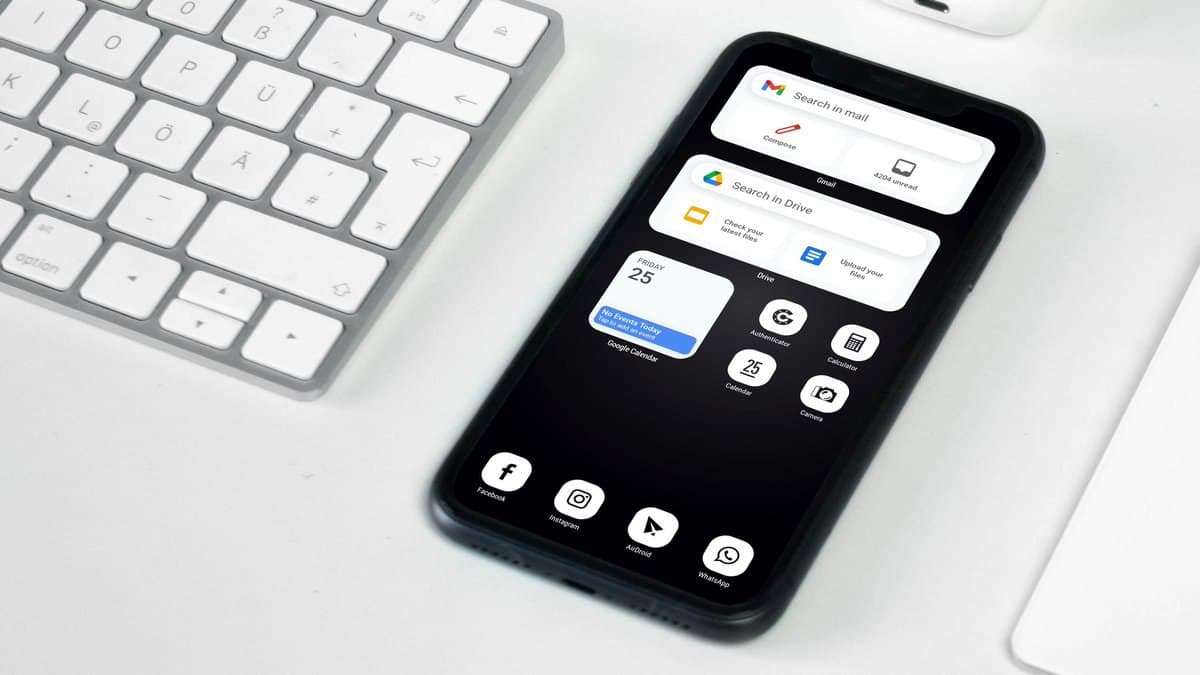 F12
?
ß
O
P
Ü
*
+
K
L
@
Ö
Ä
'
#
alt
option
Search in mail
Compose
4204 unread
Gmail
Search in Drive
Check your
latest files
Upload your
files
Drive
FRIDAY
25
No Events Today
Tap to add an event
Google Calendar
Authenticator
Calculator
25
Calendar
Camera
Facebook
Instagram
AirDroid
WhatsApp